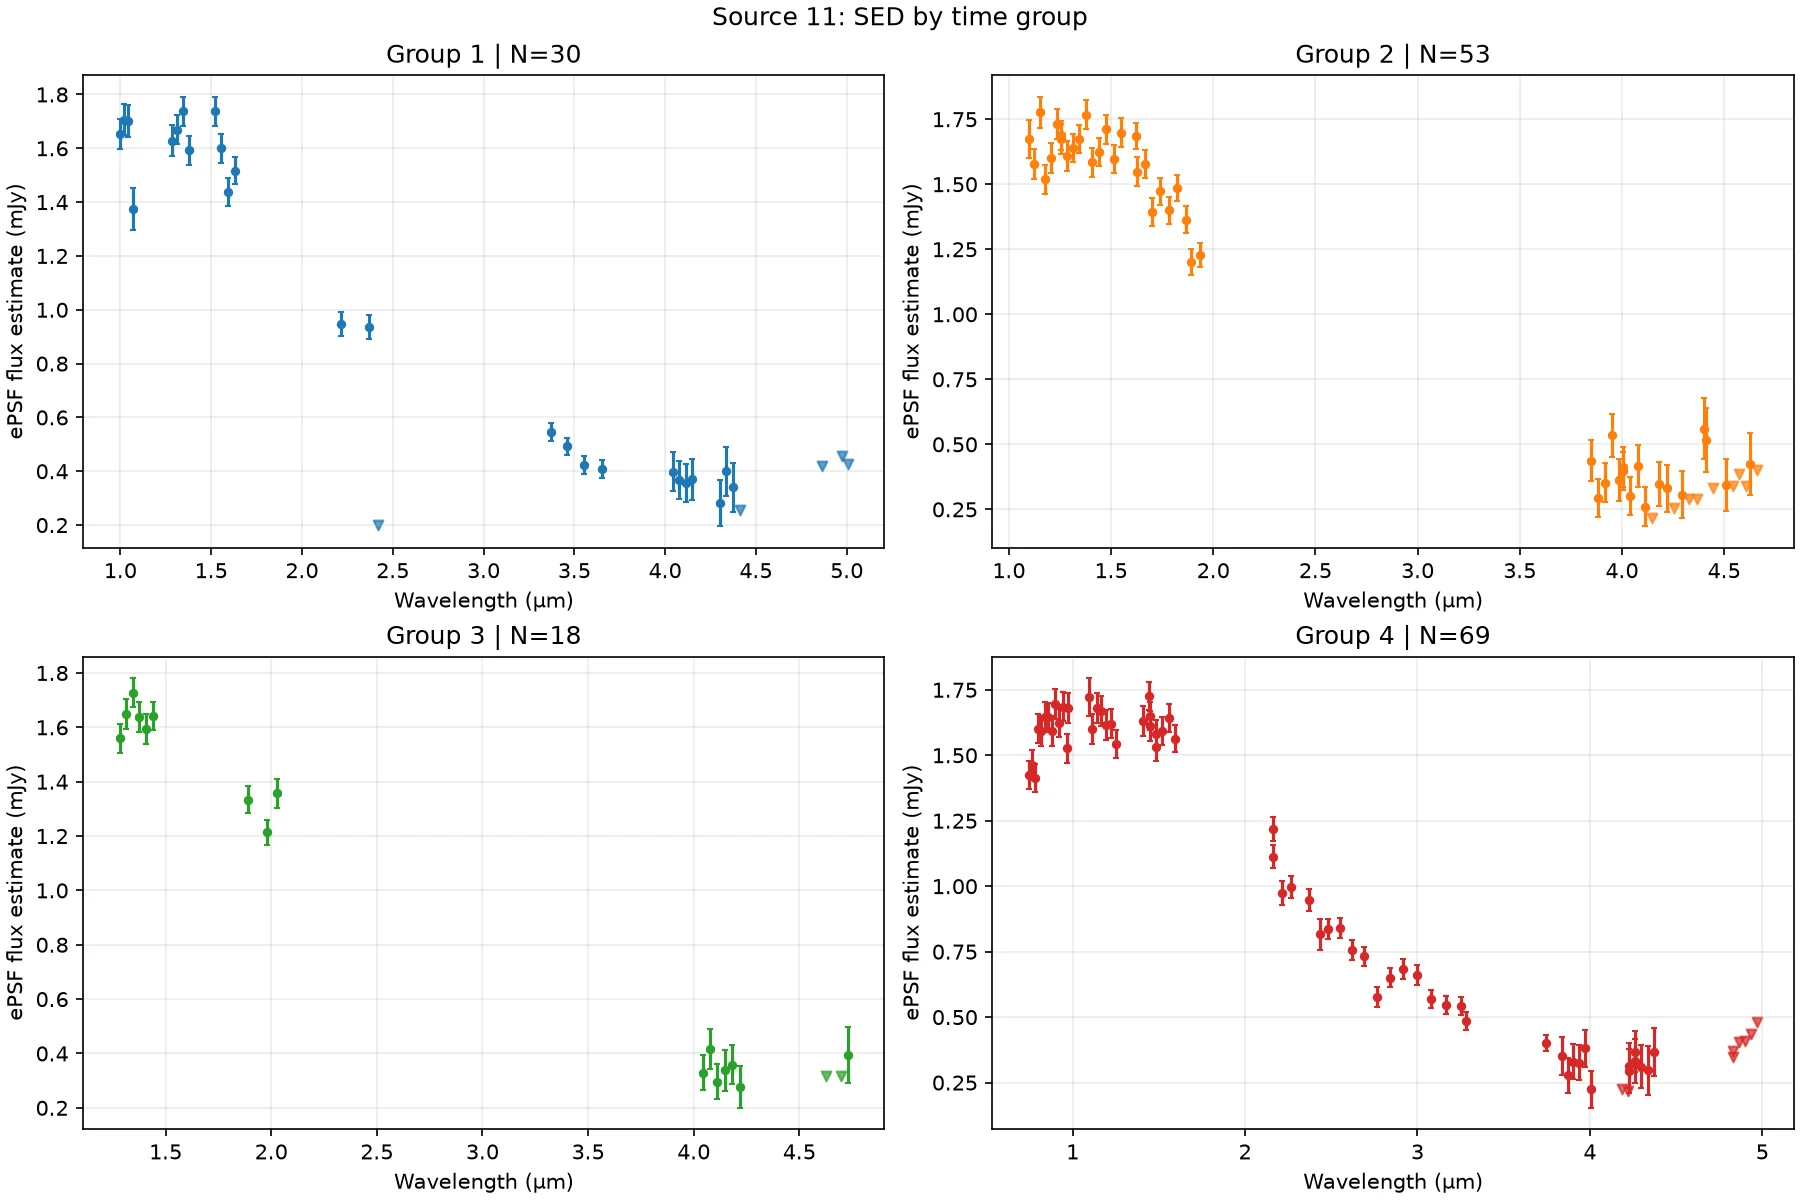 Source 11: SED by time group
Group 1 | N=30
ePSF flux estimate (mJy)
1.8
1.6
1.4
1.2
1.0
0.8
0.6
0.4
0.2
1.0 1.5 2.0 2.5 3.0 3.5 4.0 4.5 5.0
Wavelength (μm)
Group 2 | N=53
ePSF flux estimate (mJy)
1.75
1.50
1.25
1.00
0.75
0.50
0.25
1.0 1.5 2.0 2.5 3.0 3.5 4.0 4.5
Wavelength (μm)
Group 3 | N=18
ePSF flux estimate (mJy)
1.8
1.6
1.4
1.2
1.0
0.8
0.6
0.4
0.2
1.5 2.0 2.5 3.0 3.5 4.0 4.5
Wavelength (μm)
Group 4 | N=69
ePSF flux estimate (mJy)
1.75
1.50
1.25
1.00
0.75
0.50
0.25
1 2 3 4 5
Wavelength (μm)